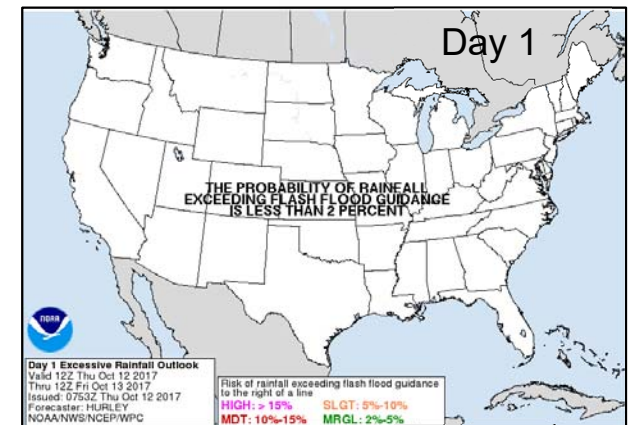 Day 1
THE PROBABILITY OF RAINFALL
EXCEEDING FLASH FLOOD GUIDANCE
IS LESS THAN 2 PERCENT
NOAA
Day 1 Excessive Rainfall Outlook
Valid 12Z Thu Oct 12 2017
Thru 12Z Fri Oct 13 2017
Issued: 0753Z Thu Oct 12 2017
Forecaster: HURLEY
NOAA/NWS/NCEP/WPC
Risk of rainfall exceeding flash flood guidance
to the right of a line
HIGH: > 15% SLGT: 5%-10%
MDT: 10%-15% MRGL: 2%-5%